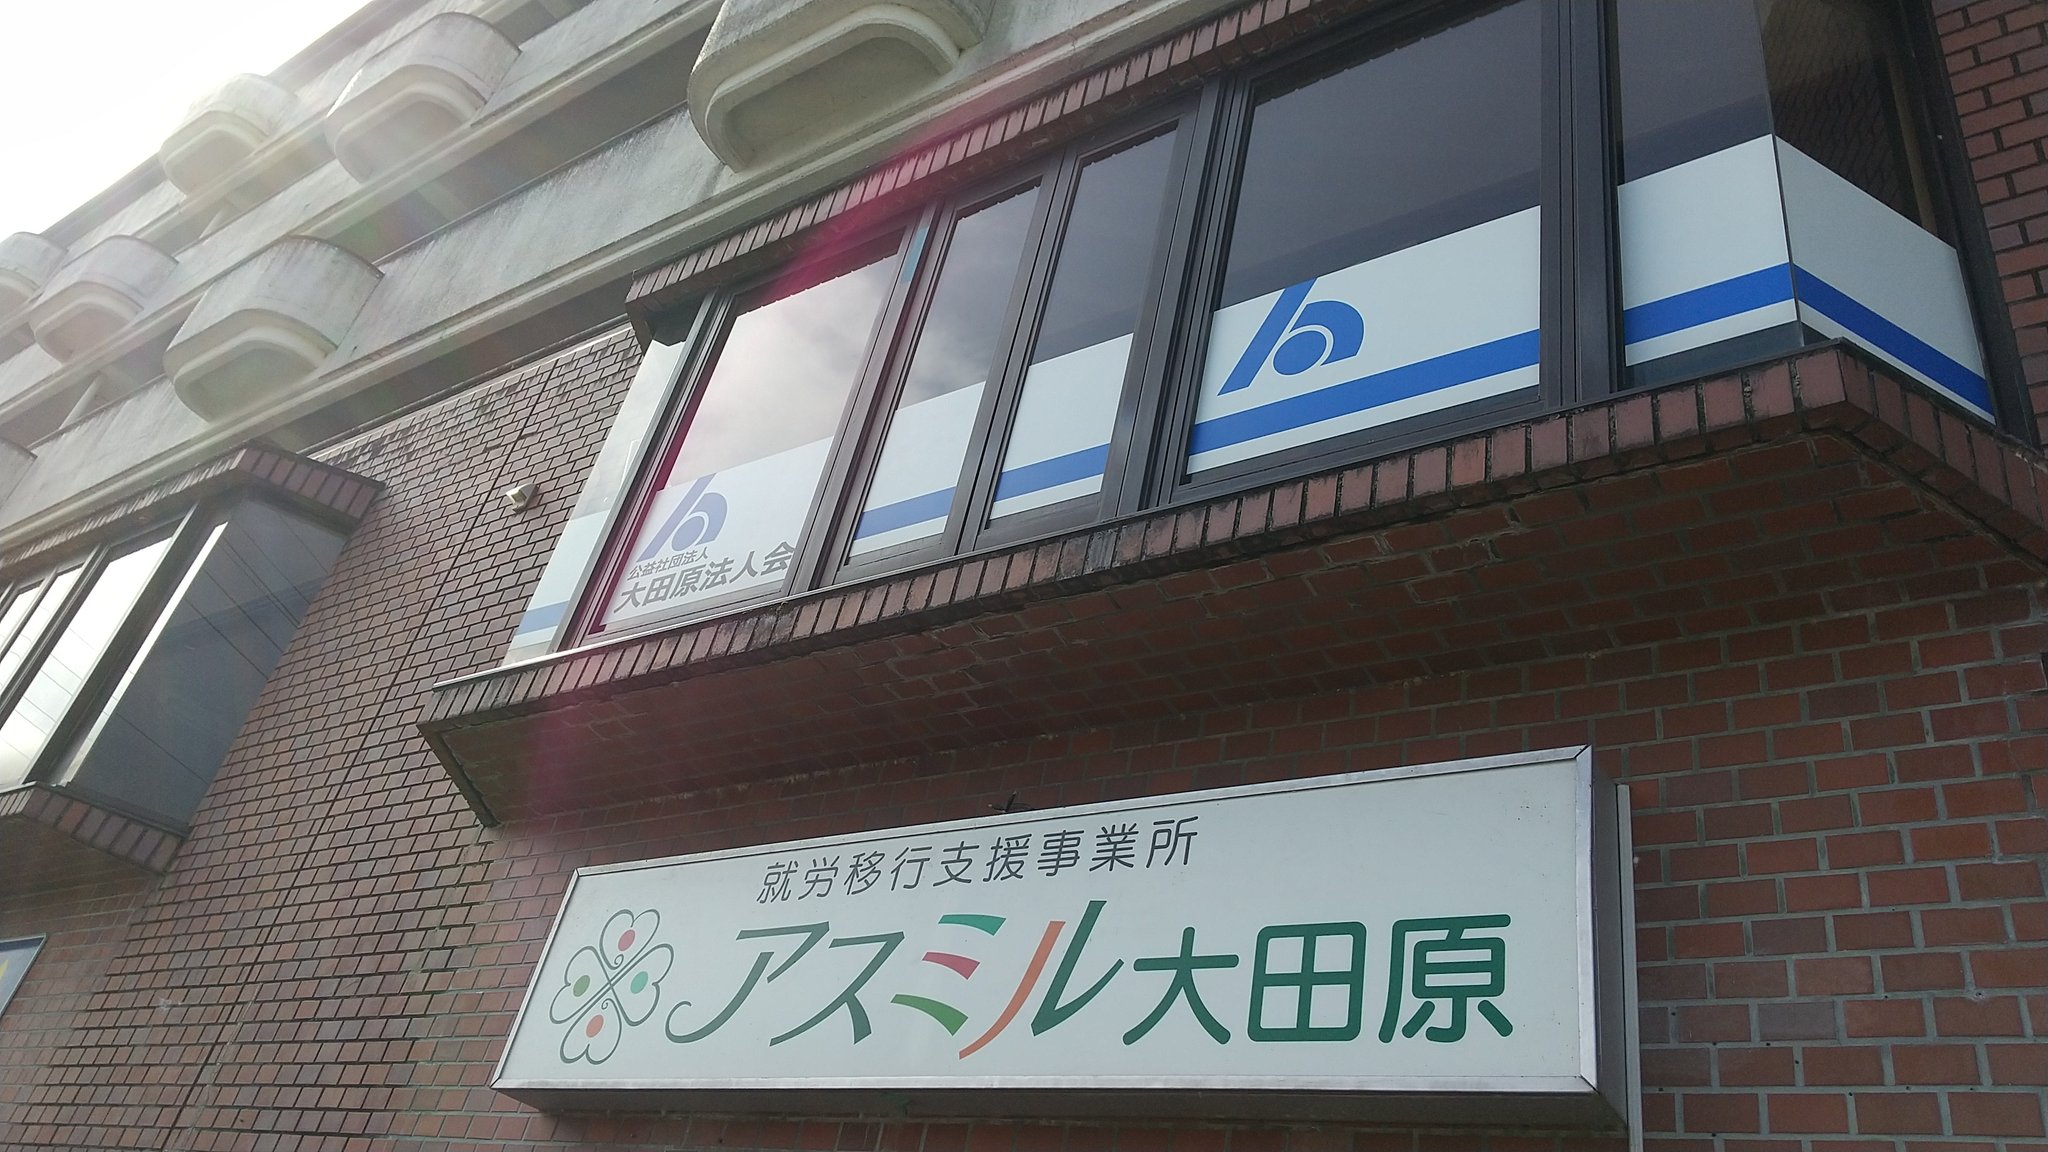 公益社団法人
大田原法人会
就労移行支援事業所
アスミル大田原